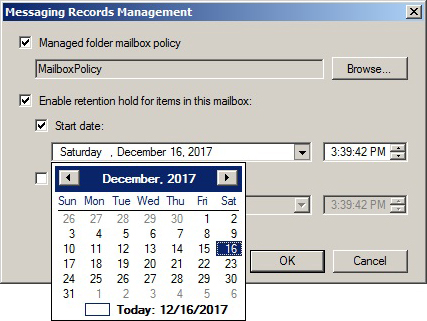 Messaging Records Management
Managed folder mailbox policy
MailboxPolicy
Browse...
Enable retention hold for items in this mailbox:
Start date:
Saturday , December 16, 2017
3:39:42 PM
December, 2017
Sun Mon Tue Wed Thu Fri Sat
26 27 28 29 30 1 2
3 4 5 6 7 8 9
10 11 12 13 14 15 16
17 18 19 20 21 22 23
24 25 26 27 28 29 30
31 1 2 3 4 5 6
Today: 12/16/2017
3:39:42 PM
OK
Cancel